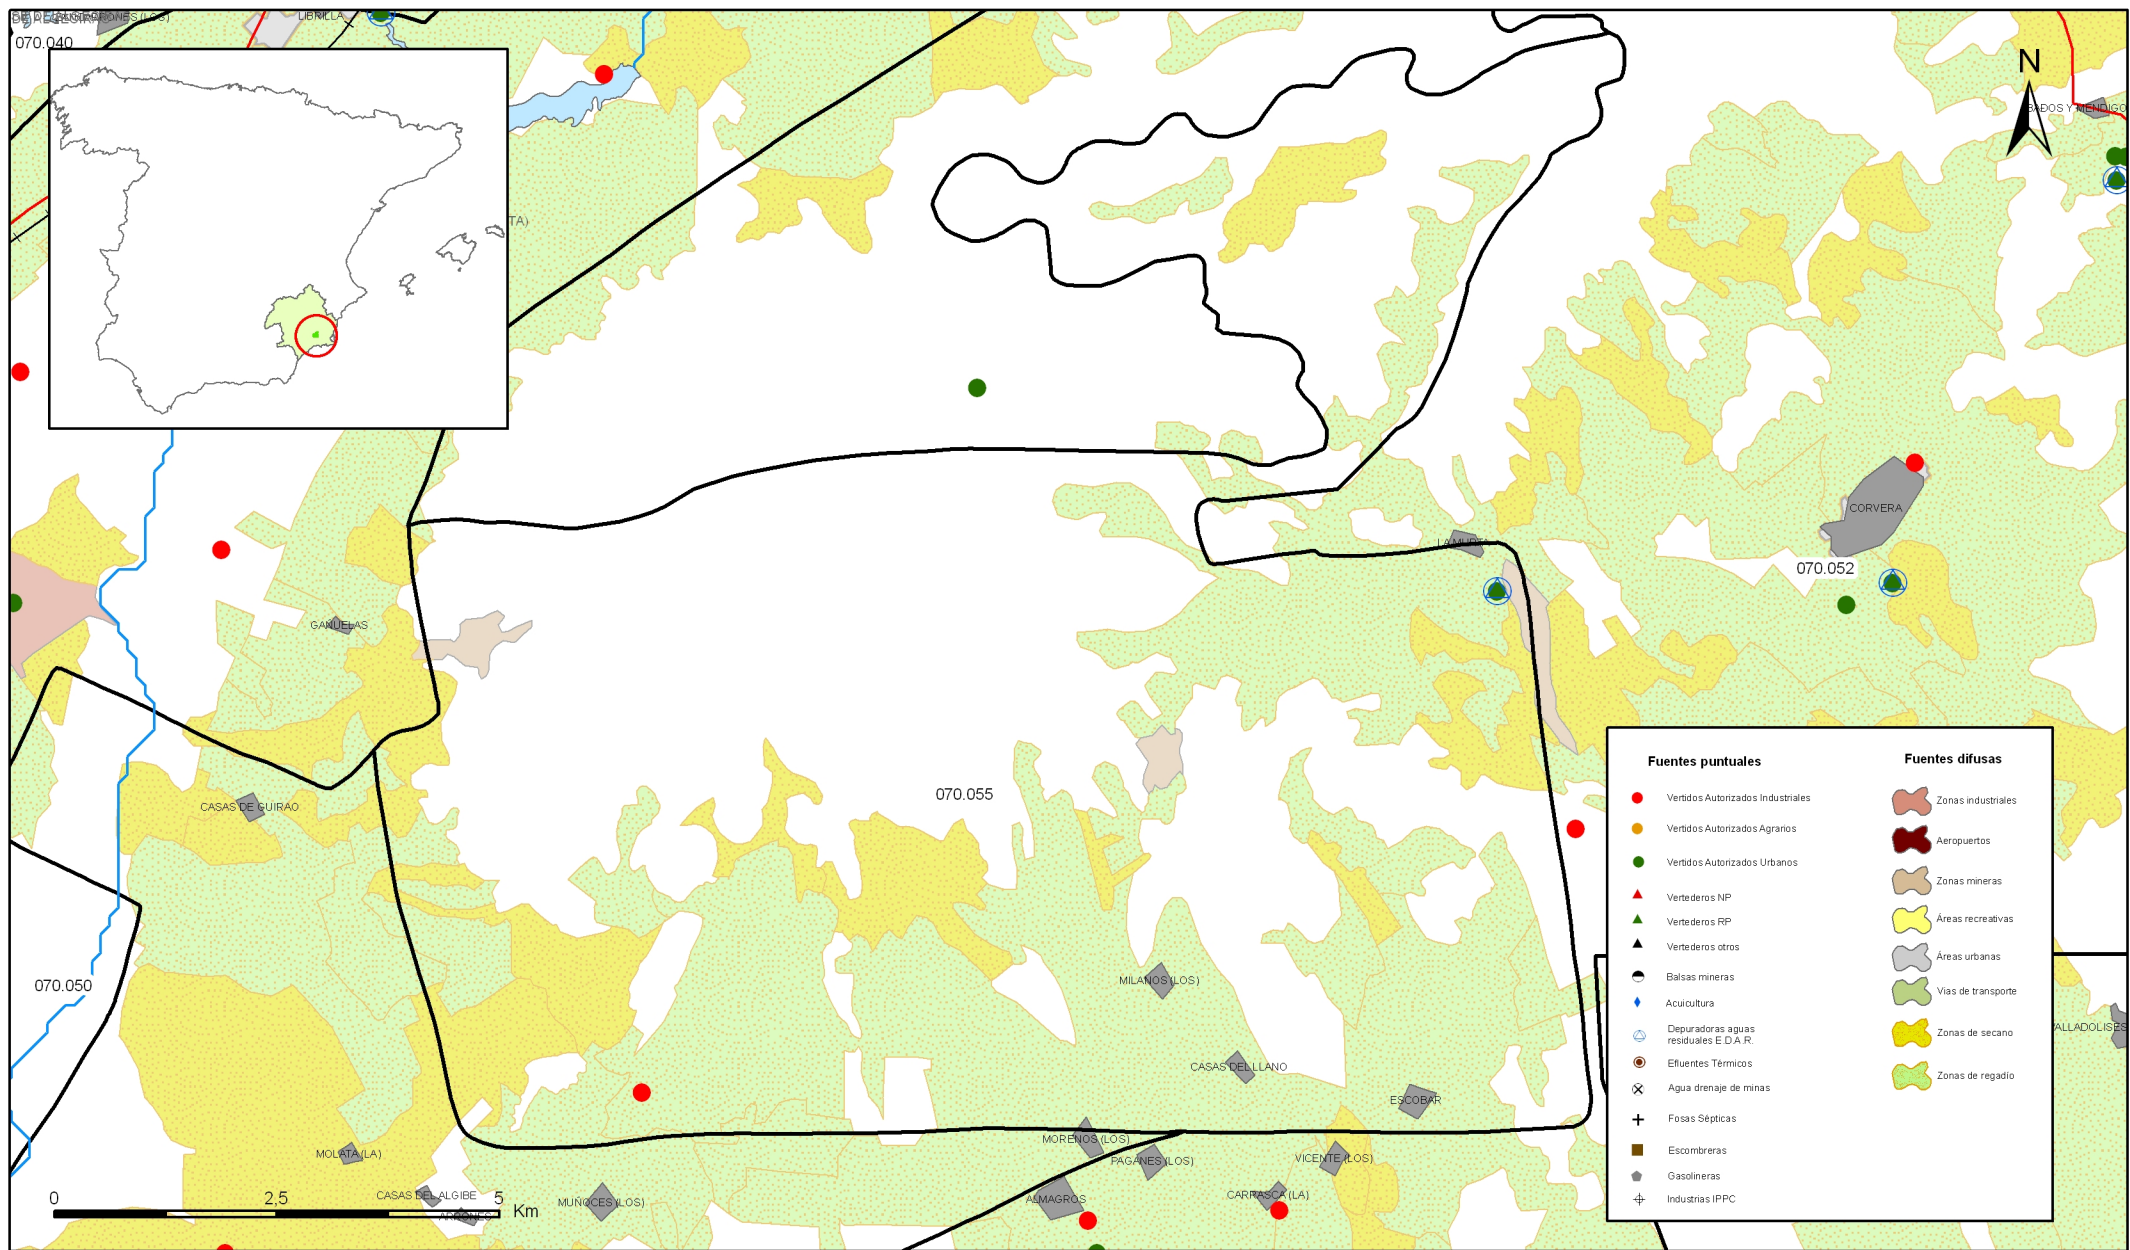 LIBRILLA
070.040
N
BADOS Y MENDIGO
TA)
CORVERA
LA MURTA
070.052
GAÑUELAS
070.055
CASAS DE GUIRAO
070.050
MILANOS (LOS)
VALLADOLISES
CASAS DEL LLANO
ESCOBAR
MORENOS (LOS)
PAGANES (LOS)
VICENTE (LOS)
MOLATA (LA)
CASAS DEL ALGIBE
MUÑOCES (LOS)
ALMAGROS
CARRASCA (LA)
ARRONES
0 2,5 5
Km
Fuentes puntuales
Vertidos Autorizados Industriales
Vertidos Autorizados Agrarios
Vertidos Autorizados Urbanos
Vertederos NP
Vertederos RP
Vertederos otros
Balsas mineras
Acuicultura
Depuradoras aguas
residuales E.D.A.R.
Efluentes Térmicos
Agua drenaje de minas
Fosas Sépticas
Escombreras
Gasolineras
Industrias IPPC
Fuentes difusas
Zonas industriales
Aeropuertos
Zonas mineras
Áreas recreativas
Áreas urbanas
Vias de transporte
Zonas de secano
Zonas de regadío